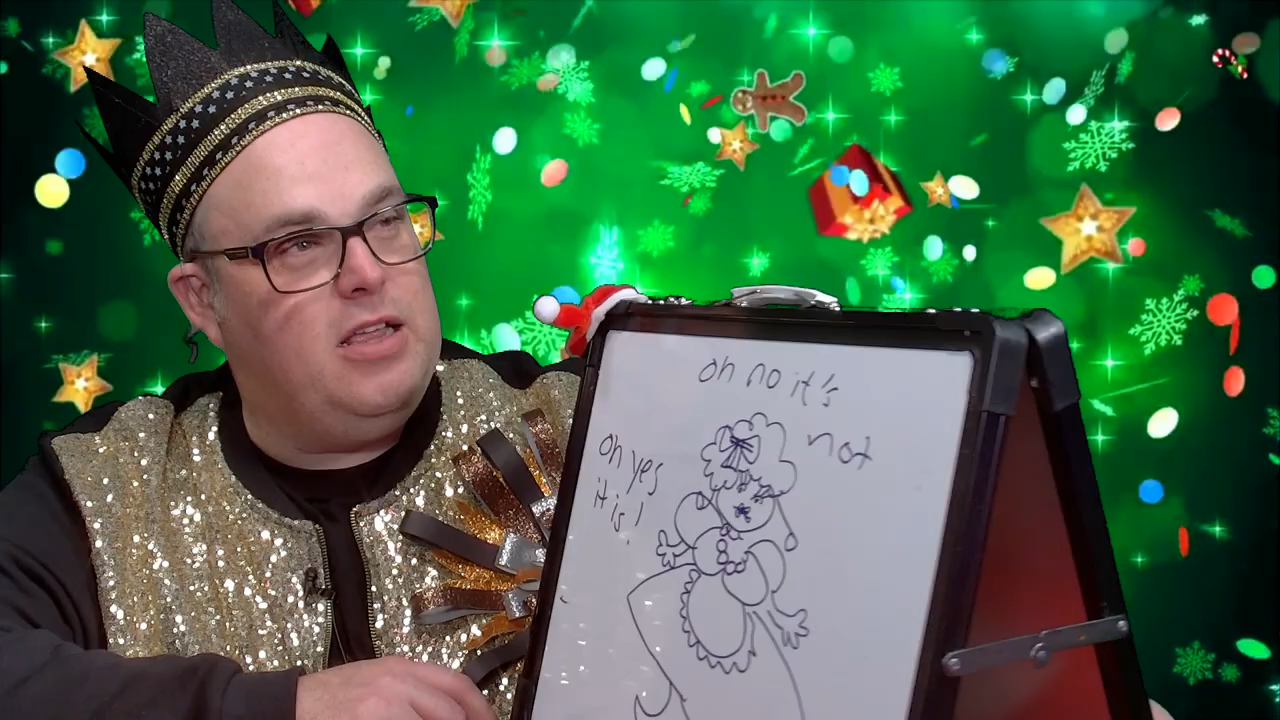 oh no it's
not
oh yes
it is!